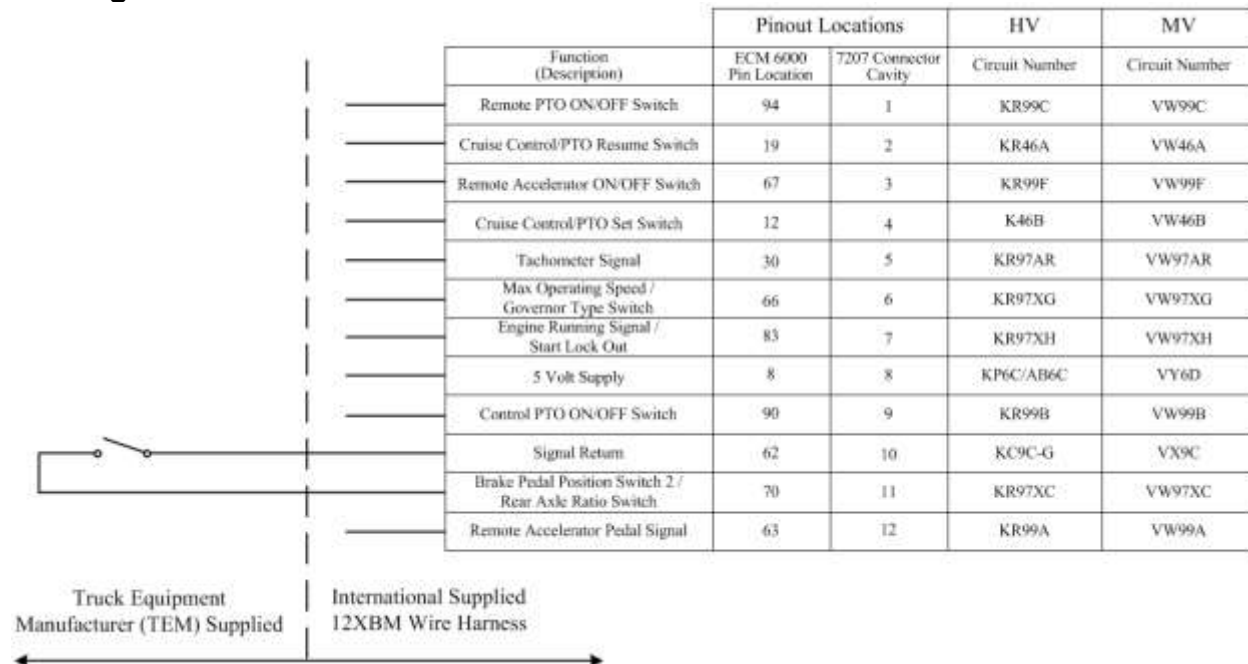 Pinout Locations HV MV
Function ECM 6000 7207 Connector Circuit Number Circuit Number
(Description) Pin Location Cavity
Remote PTO ON/OFF Switch 94 1 KR99C VW99C
Cruise Control/PTO Resume Switch 19 2 KR46A VW46A
Remote Accelerator ON/OFF Switch 67 3 KR99F VW99F
Cruise Control/PTO Set Switch 12 4 K46B VW46B
Tachometer Signal 30 5 KR97AR VW97AR
Max Operating Speed /
Governor Type Switch 66 6 KR97XG VW97XG
Engine Running Signal /
Start Lock Out 83 7 KR97XH VW97XH
5 Volt Supply 8 8 KP6C/AB6C VY6D
Control PTO ON/OFF Switch 90 9 KR99B VW99B
Signal Return 62 10 KC9C-G VX9C
Brake Pedal Position Switch 2 /
Rear Axle Ratio Switch 70 11 KR97XC VW97XC
Remote Accelerator Pedal Signal 63 12 KR99A VW99A
Truck Equipment
Manufacturer (TEM) Supplied
International Supplied
12XBM Wire Harness